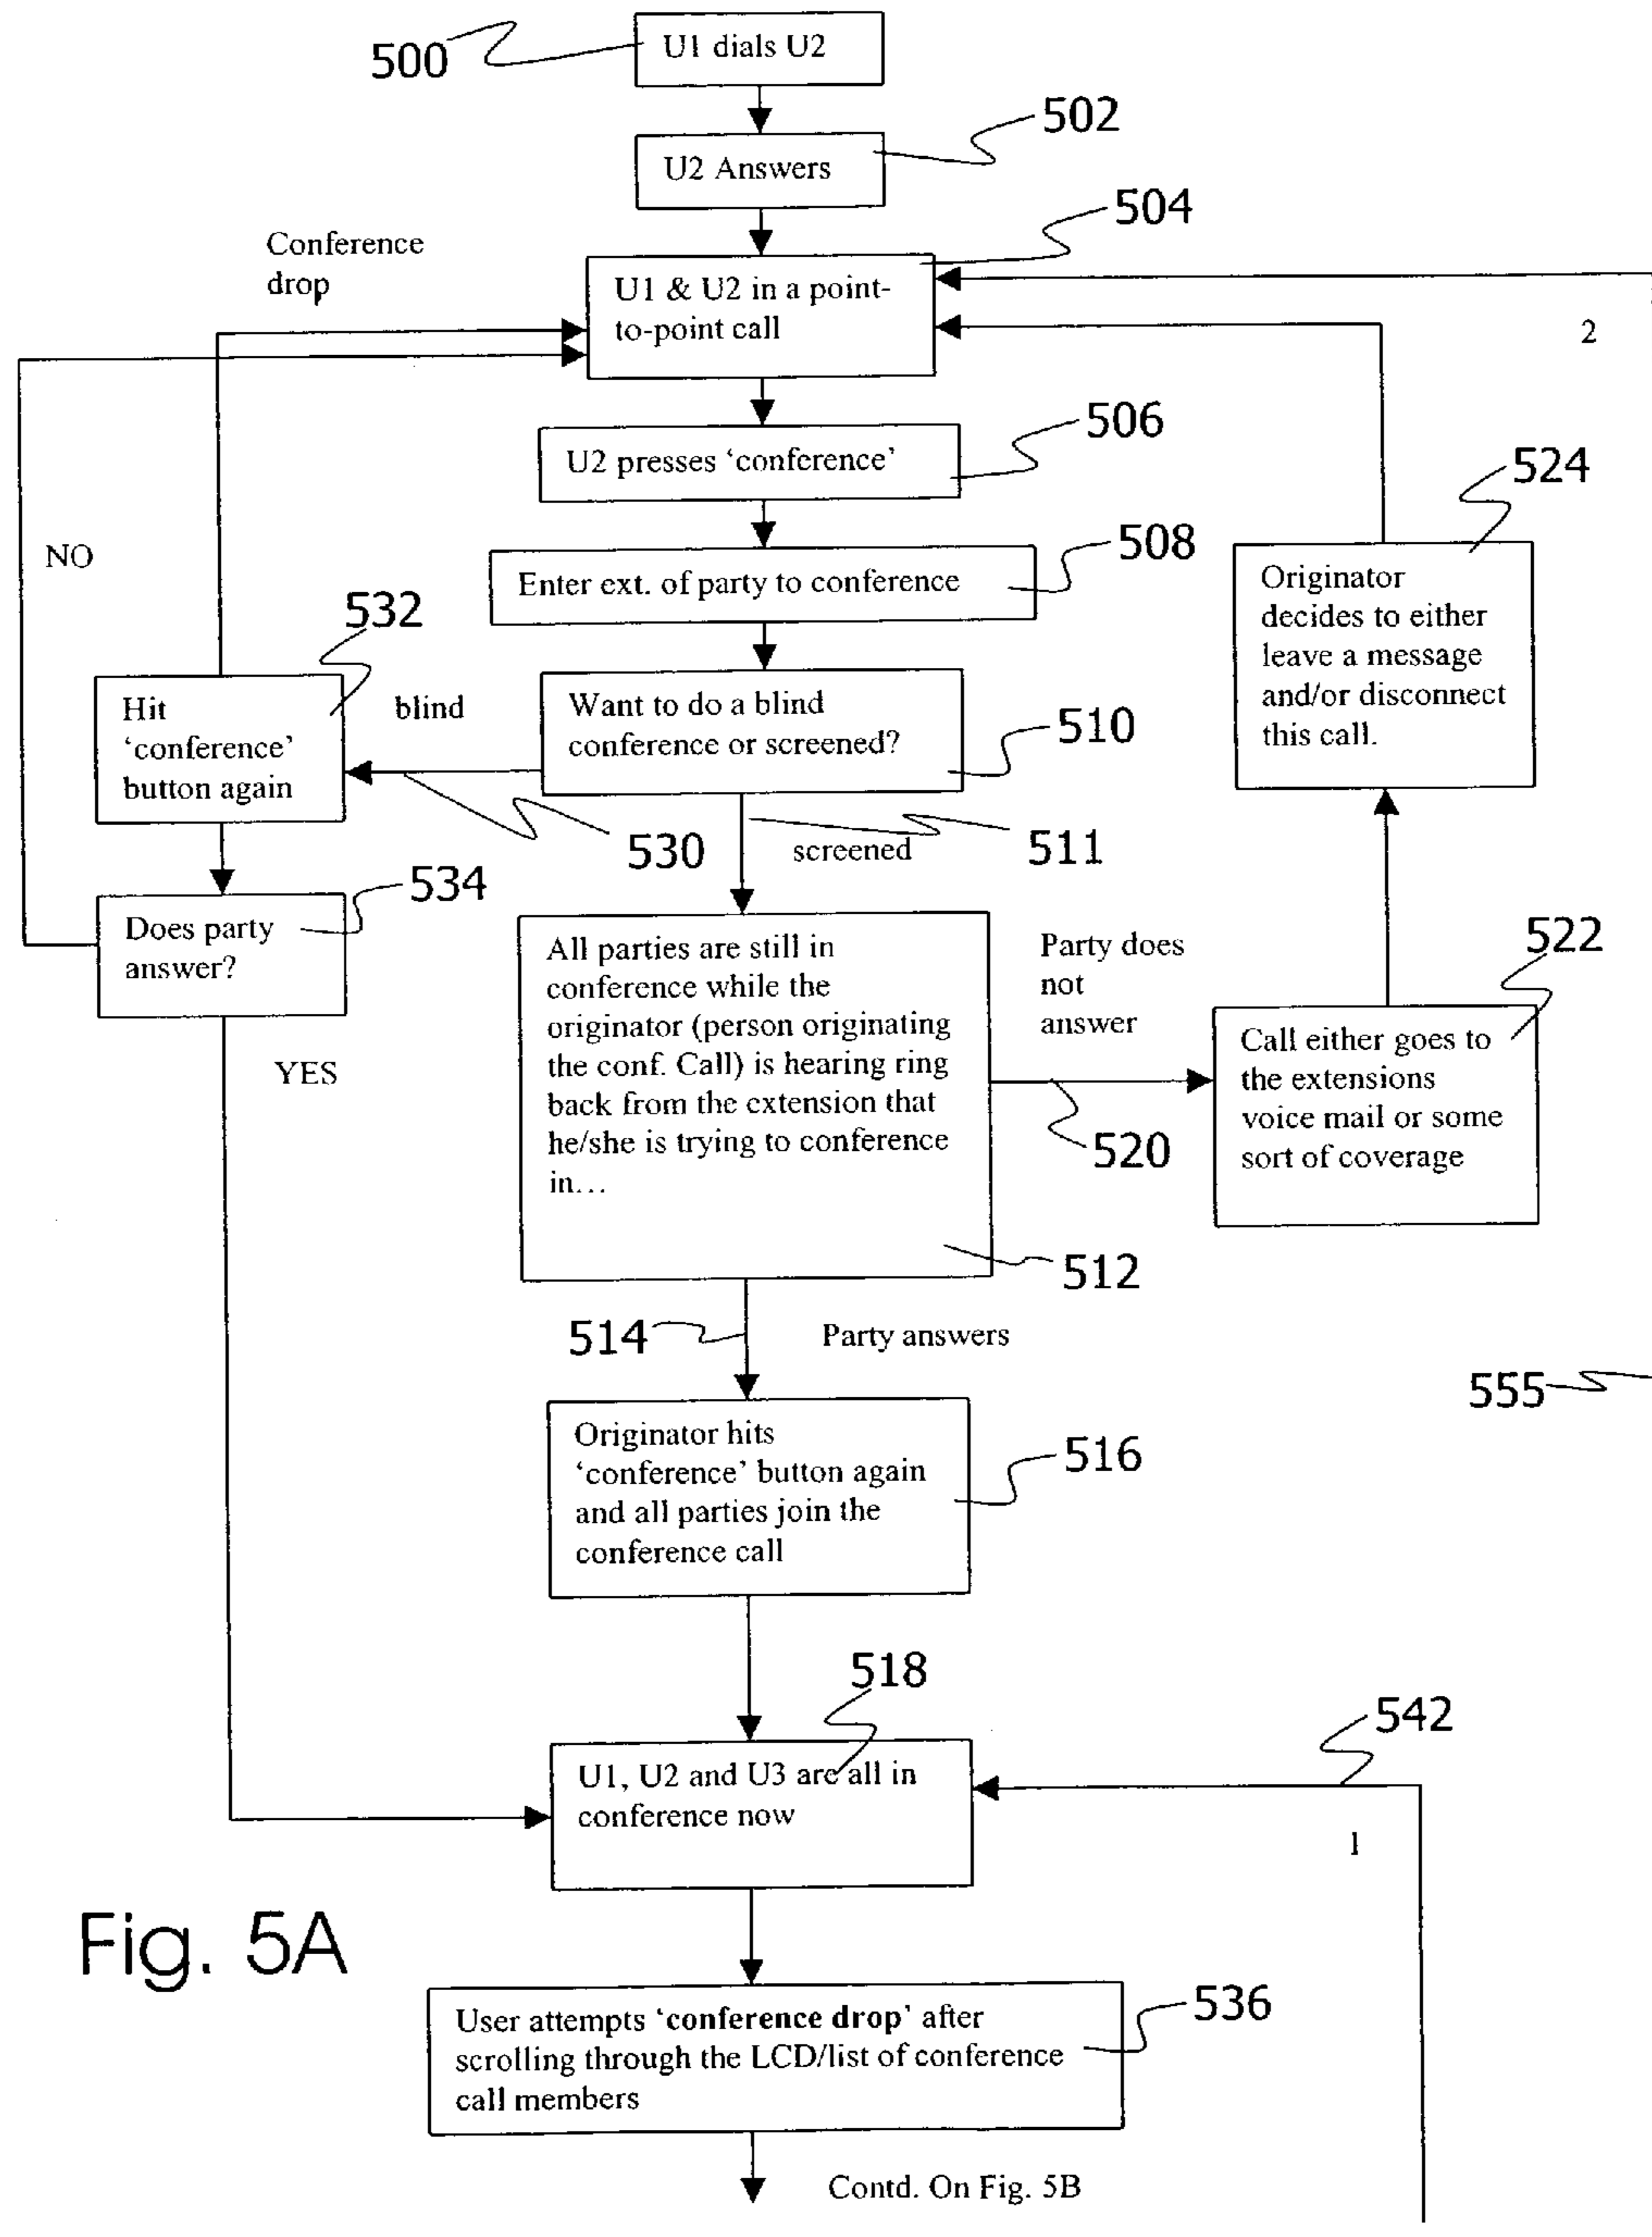 500
U1 dials U2
502
U2 Answers
504
Conference
drop
U1 & U2 in a point-
to-point call
2
506
U2 presses ‘conference’
524
508
Enter ext. of party to conference
NO
Originator
decides to either
leave a message
and/or disconnect
this call.
532
Hit
‘conference’
button again
blind
Want to do a blind
conference or screened?
510
530
screened
511
534
Does party
answer?
All parties are still in
conference while the
originator (person originating
the conf. Call) is hearing ring
back from the extension that
he/she is trying to conference
in…
Party does
not
answer
522
Call either goes to
the extensions
voice mail or some
sort of coverage
YES
520
512
514
Party answers
555
Originator hits
‘conference’ button again
and all parties join the
conference call
516
518
542
U1, U2 and U3 are all in
conference now
1
Fig. 5A
536
User attempts ‘conference drop’ after
scrolling through the LCD/list of conference
call members
Contd. On Fig. 5B